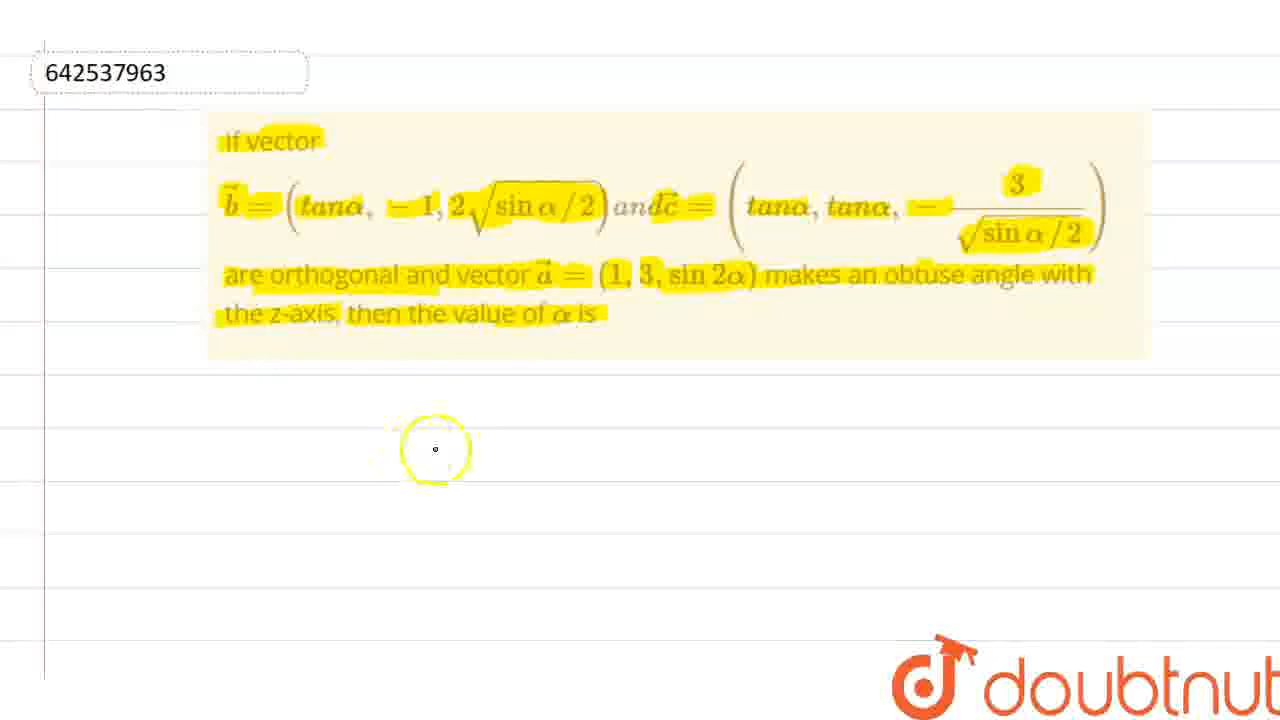 642537963
If vector
b⃗ = (tanα, −1, 2√(sin α/2)) and c⃗ = (tanα, tanα, − 3/√(sin α/2))
are orthogonal and vector a⃗ = (1, 3, sin 2α) makes an obtuse angle with
the z-axis, then the value of α is
doubtnut